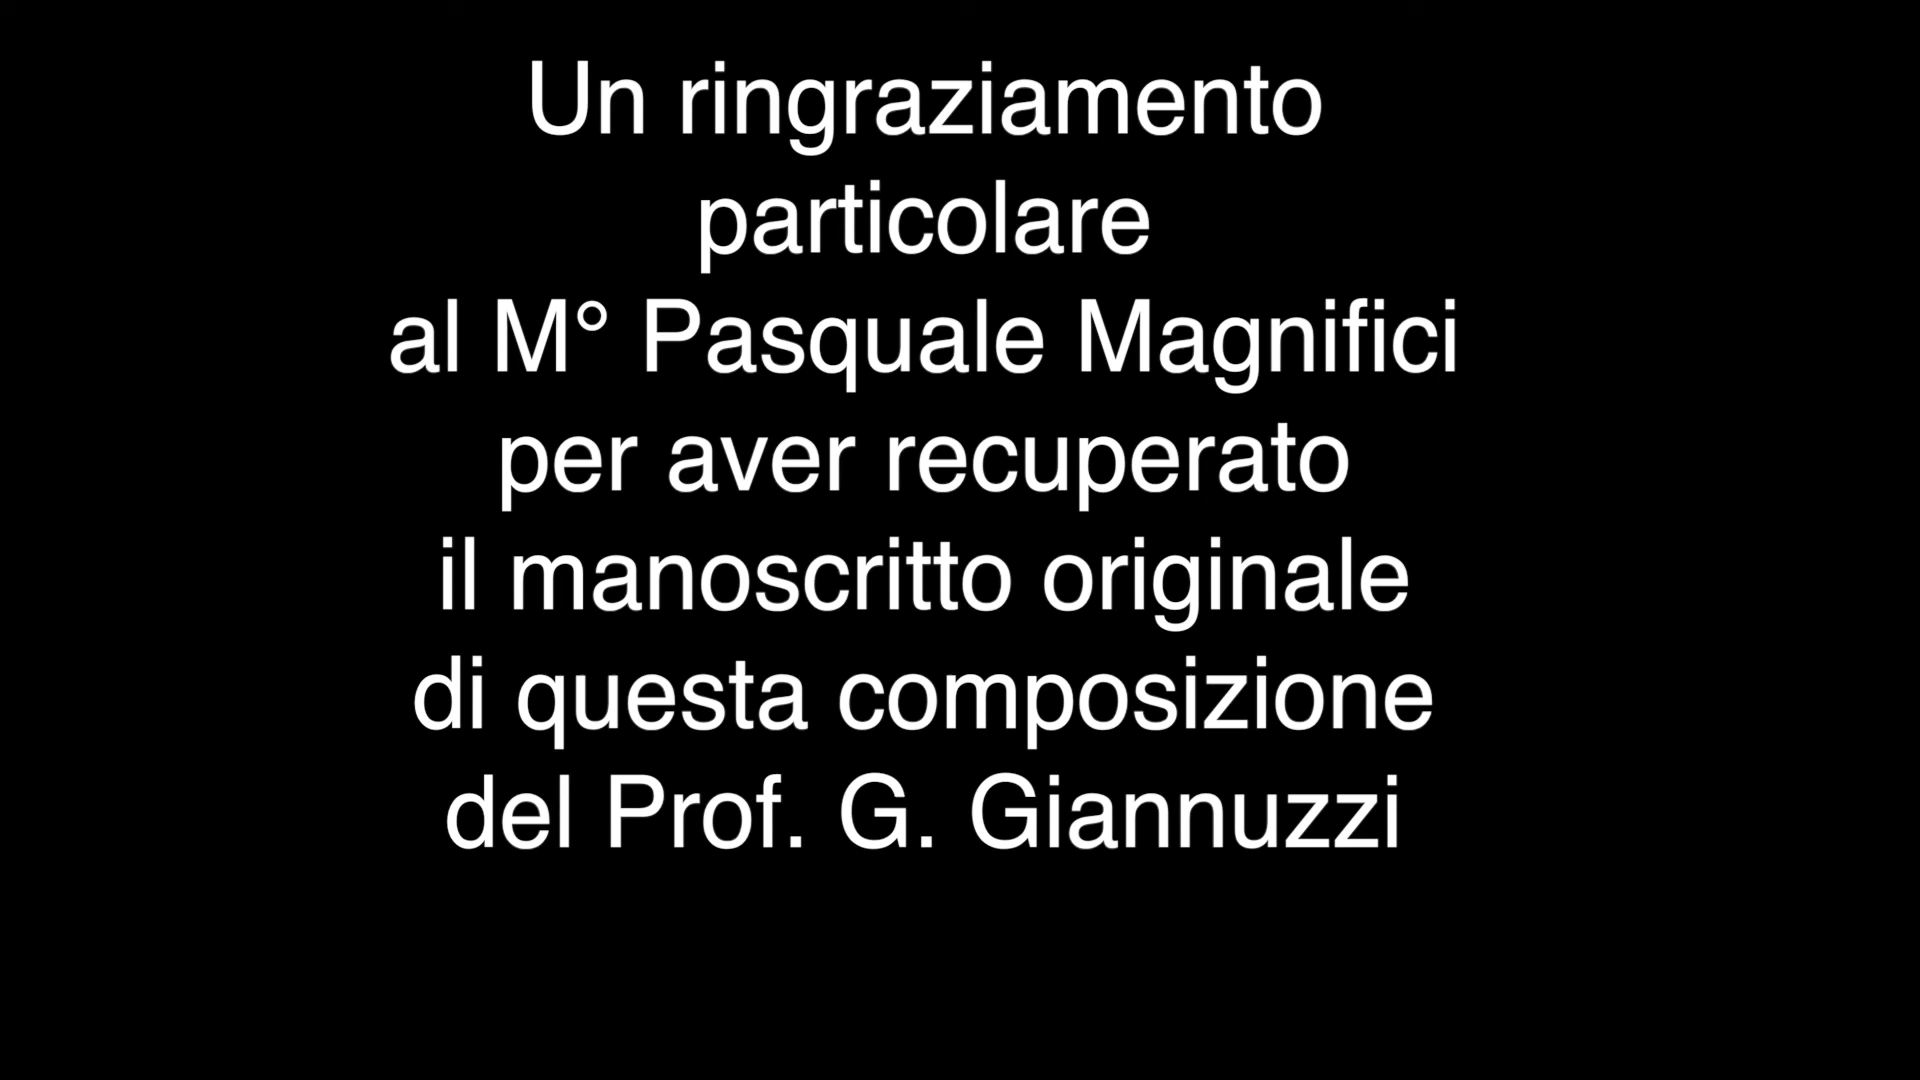 Un ringraziamento
particolare
al M° Pasquale Magnifici
per aver recuperato
il manoscritto originale
di questa composizione
del Prof. G. Giannuzzi